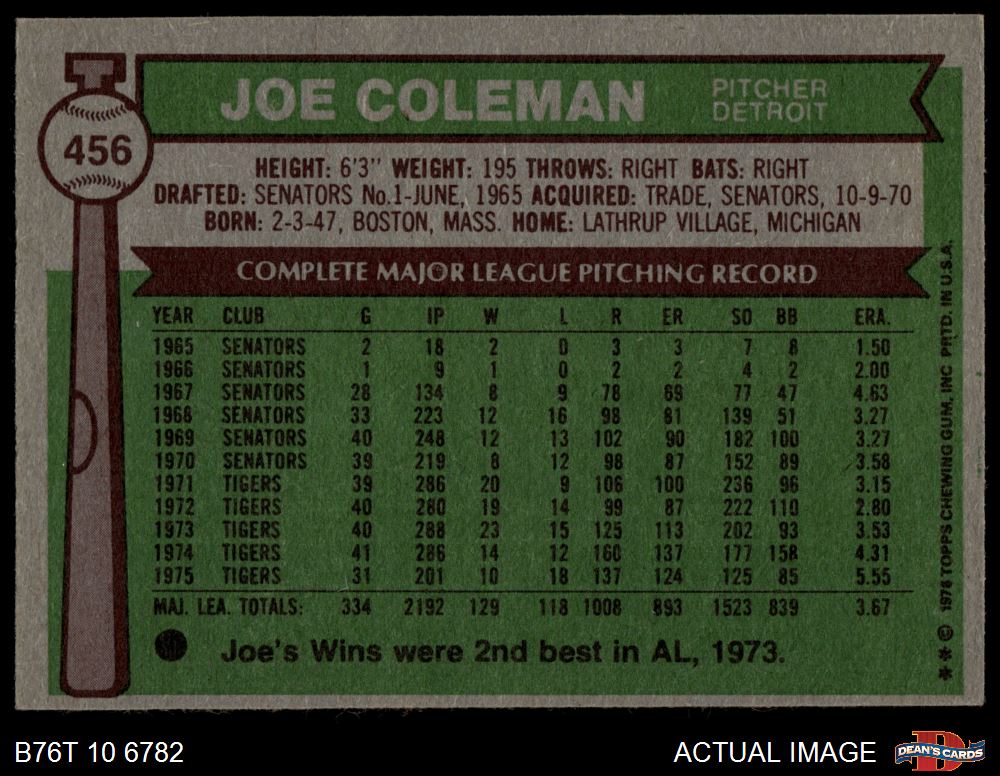 456
JOE COLEMAN
PITCHER
DETROIT
HEIGHT: 6'3" WEIGHT: 195 THROWS: RIGHT BATS: RIGHT
DRAFTED: SENATORS No.1-JUNE, 1965 ACQUIRED: TRADE, SENATORS, 10-9-70
BORN: 2-3-47, BOSTON, MASS. HOME: LATHRUP VILLAGE, MICHIGAN
COMPLETE MAJOR LEAGUE PITCHING RECORD
YEAR CLUB G IP W L R ER SO BB ERA.
1965 SENATORS 2 18 2 0 3 3 7 8 1.50
1966 SENATORS 1 9 1 0 2 2 4 2 2.00
1967 SENATORS 28 134 8 9 78 69 77 47 4.63
1968 SENATORS 33 223 12 16 98 81 139 51 3.27
1969 SENATORS 40 248 12 13 102 90 182 100 3.27
1970 SENATORS 39 219 8 12 98 87 152 89 3.58
1971 TIGERS 39 286 20 9 106 100 236 96 3.15
1972 TIGERS 40 280 19 14 99 87 222 110 2.80
1973 TIGERS 40 288 23 15 125 113 202 93 3.53
1974 TIGERS 41 286 14 12 160 137 177 158 4.31
1975 TIGERS 31 201 10 18 137 124 125 85 5.55
MAJ. LEA. TOTALS: 334 2192 129 118 1008 893 1523 839 3.67
Joe's Wins were 2nd best in AL, 1973.
* * © 1976 TOPPS CHEWING GUM, INC PRTD. IN U.S.A.
B76T 10 6782
ACTUAL IMAGE
DEAN'S CARDS